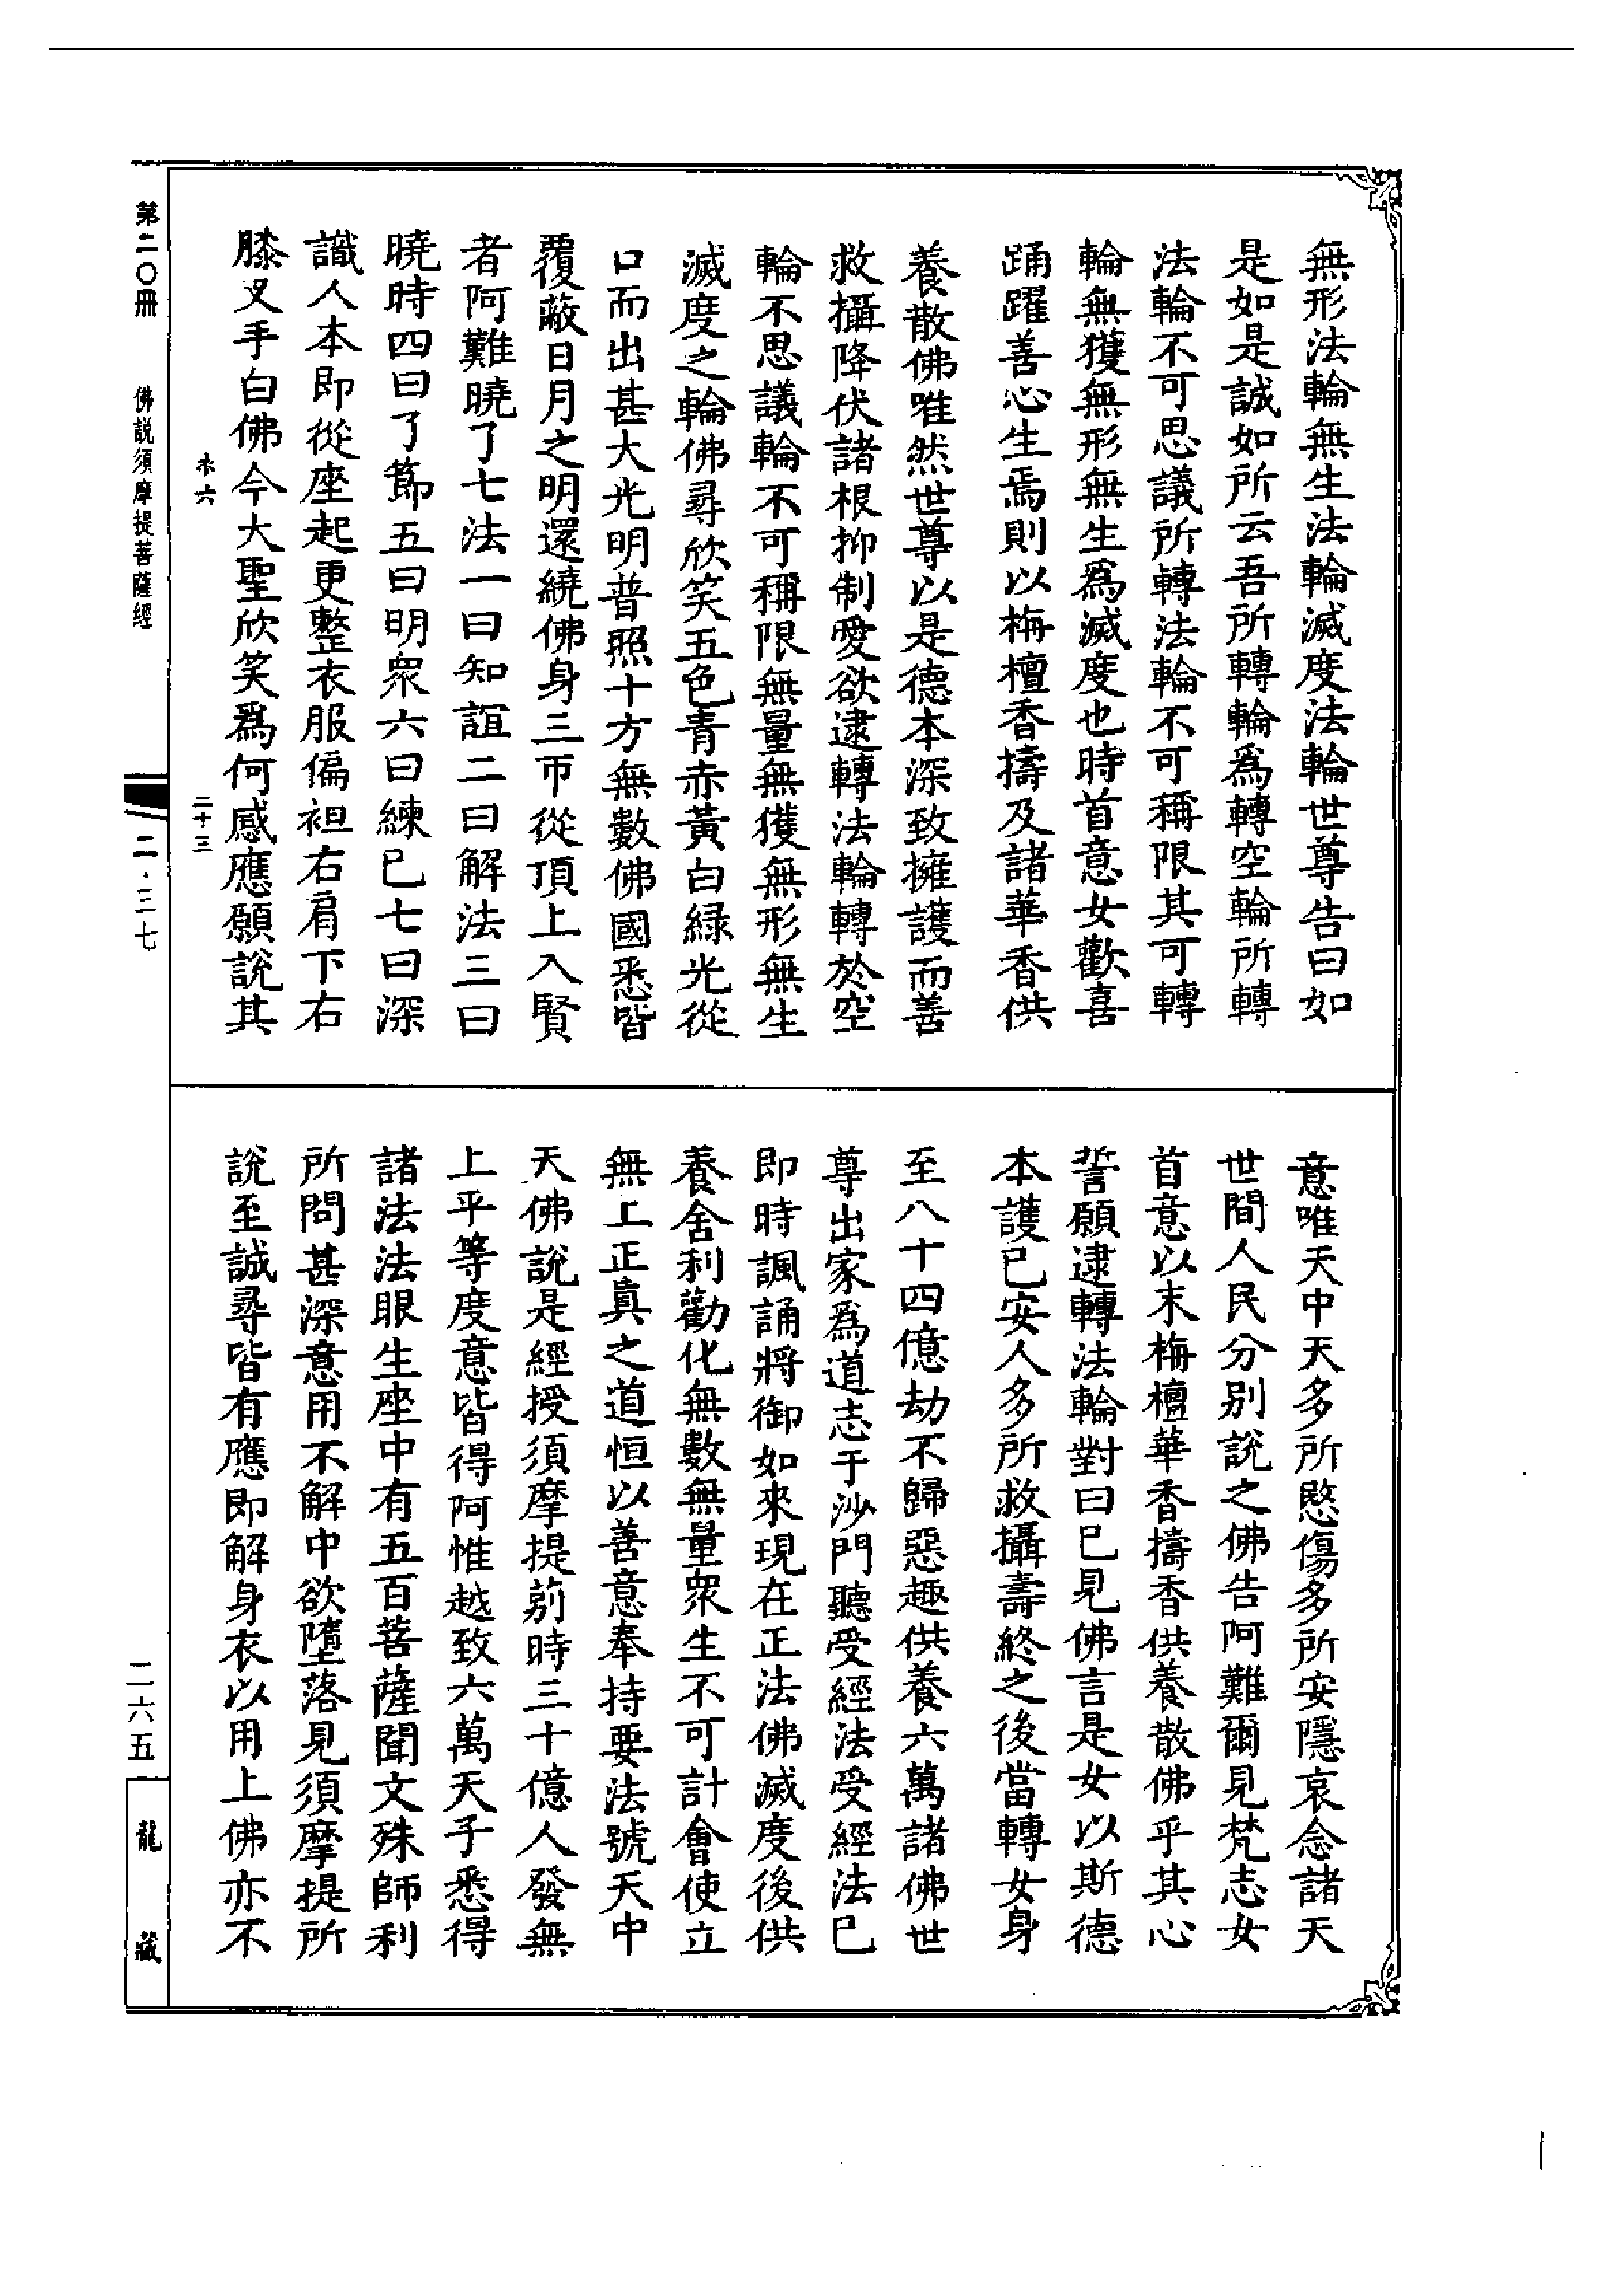 無形法輪無生法輪滅度法輪世尊告曰如
是如是誠如所云吾所轉輪爲轉空輪所轉
法輪不可思議所轉法輪不可稱限其可轉
輪無獲無形無生爲滅度也時首意女歡喜
踊躍善心生焉則以栴檀香擣及諸華香供
養散佛唯然世尊以是德本深致擁護而善
救攝降伏諸根抑制愛欲逮轉法輪轉於空
輪不思議輪不可稱限無量無獲無形無生
滅度之輪佛尋欣笑五色青赤黃白綠光從
口而出甚大光明普照十方無數佛國悉皆
覆蔽日月之明還繞佛身三帀從頂上入賢
者阿難曉了七法一曰知誼二曰解法三曰
曉時四曰了節五曰明眾六曰練已七曰深
識人本即從座起更整衣服偏袒右肩下右
膝叉手白佛今大聖欣笑爲何感應願說其
意唯天中天多所愍傷多所安隱哀念諸天
世間人民分別說之佛告阿難爾見梵志女
首意以末栴檀華香擣香供養散佛乎其心
誓願逮轉法輪對曰已見佛言是女以斯德
本護已安人多所救攝壽終之後當轉女身
至八十四億劫不歸惡趣供養六萬諸佛世
尊出家爲道志于沙門聽受經法受經法已
即時諷誦將御如來現在正法佛滅度後供
養舍利勸化無數無量眾生不可計會使立
無上正真之道恒以善意奉持要法號天中
天佛說是經授須摩提莂時三十億人發無
上平等度意皆得阿惟越致六萬天子悉得
諸法法眼生座中有五百菩薩聞文殊師利
所問甚深意用不解中欲墮落見須摩提所
說至誠尋皆有應即解身衣以用上佛亦不
衣六
二十三
第二〇冊
佛説須摩提菩薩經
二·三七
二六五
龍藏